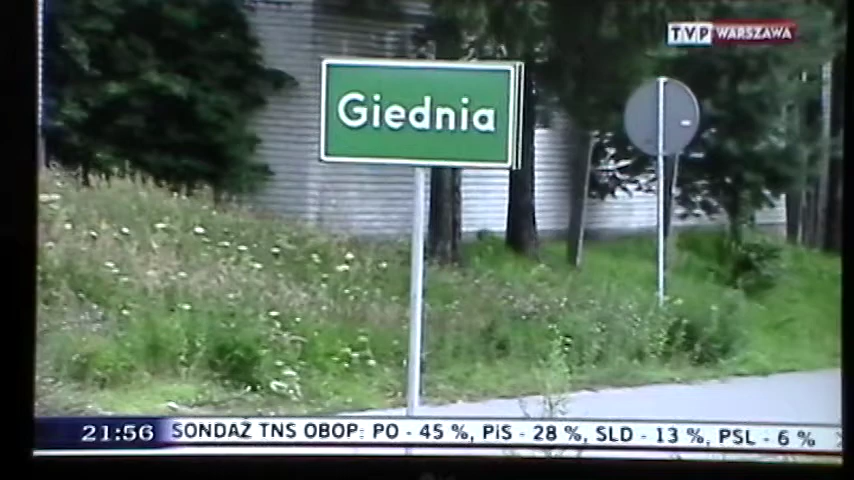 TVP WARSZAWA
Giednia
21:56 SONDAŻ TNS OBOP: PO - 45 %, PiS - 28 %, SLD - 13 %, PSL - 6 %